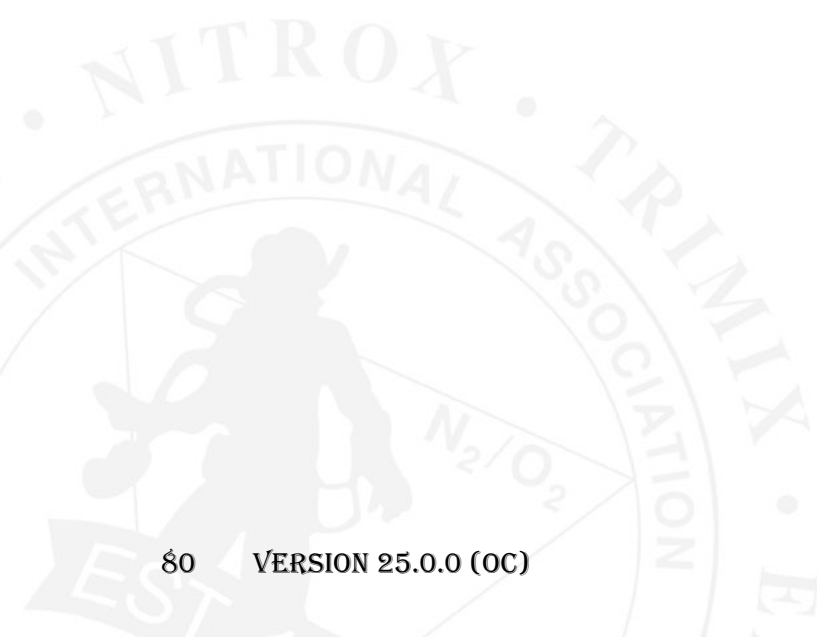 • NITROX • TRIMIX •
INTERNATIONAL ASSOCIATION
N₂/O₂
EST
80 VERSION 25.0.0 (OC)